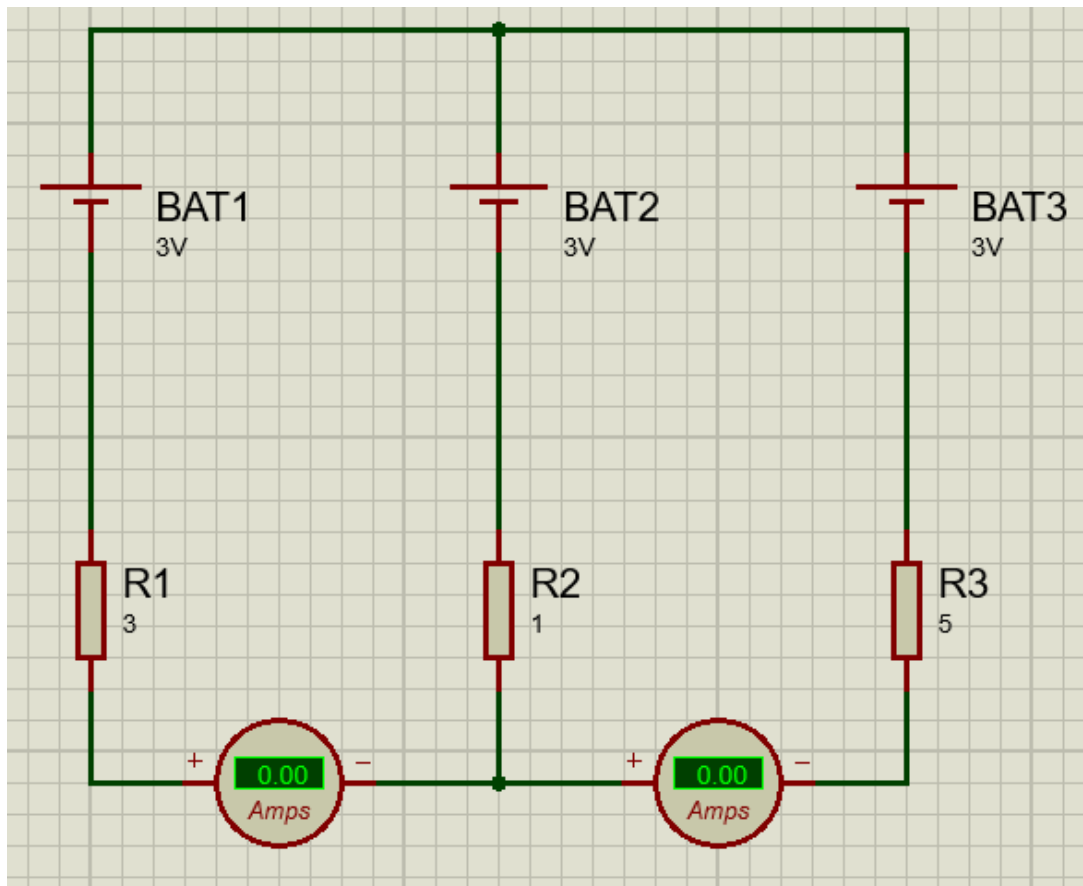 BAT1
3V
BAT2
3V
BAT3
3V
R1
3
R2
1
R3
5
+ 0.00 –
Amps
+ 0.00 –
Amps